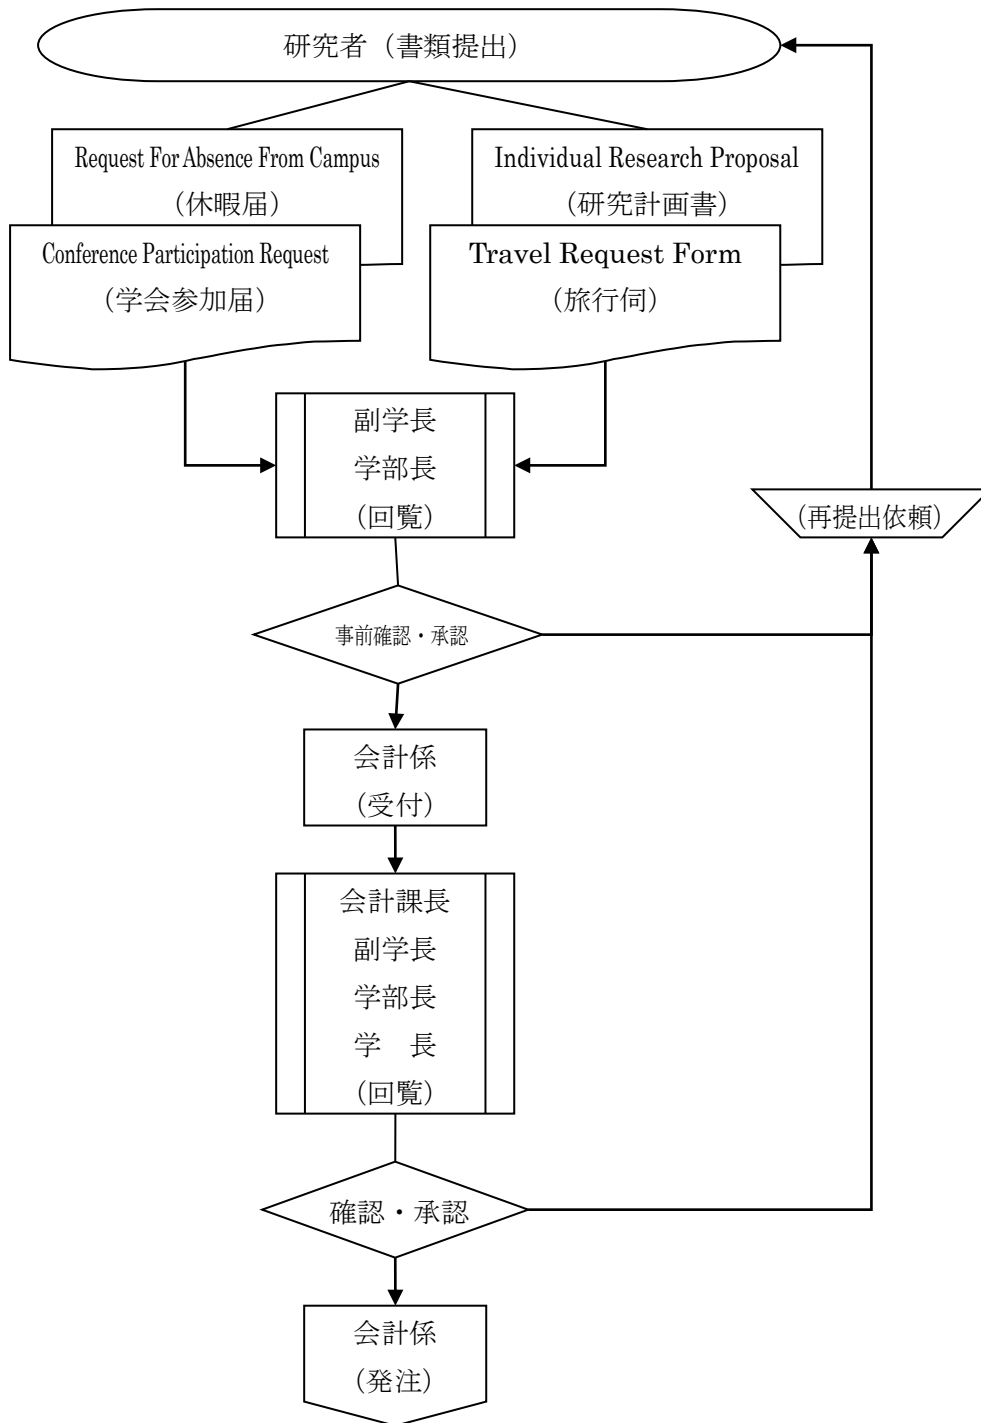 研究者（書類提出）
Request For Absence From Campus
（休暇届）
Conference Participation Request
（学会参加届）
Individual Research Proposal
（研究計画書）
Travel Request Form
（旅行伺）
副学長
学部長
（回覧）
（再提出依頼）
事前確認・承認
会計係
（受付）
会計課長
副学長
学部長
学　長
（回覧）
確認・承認
会計係
（発注）